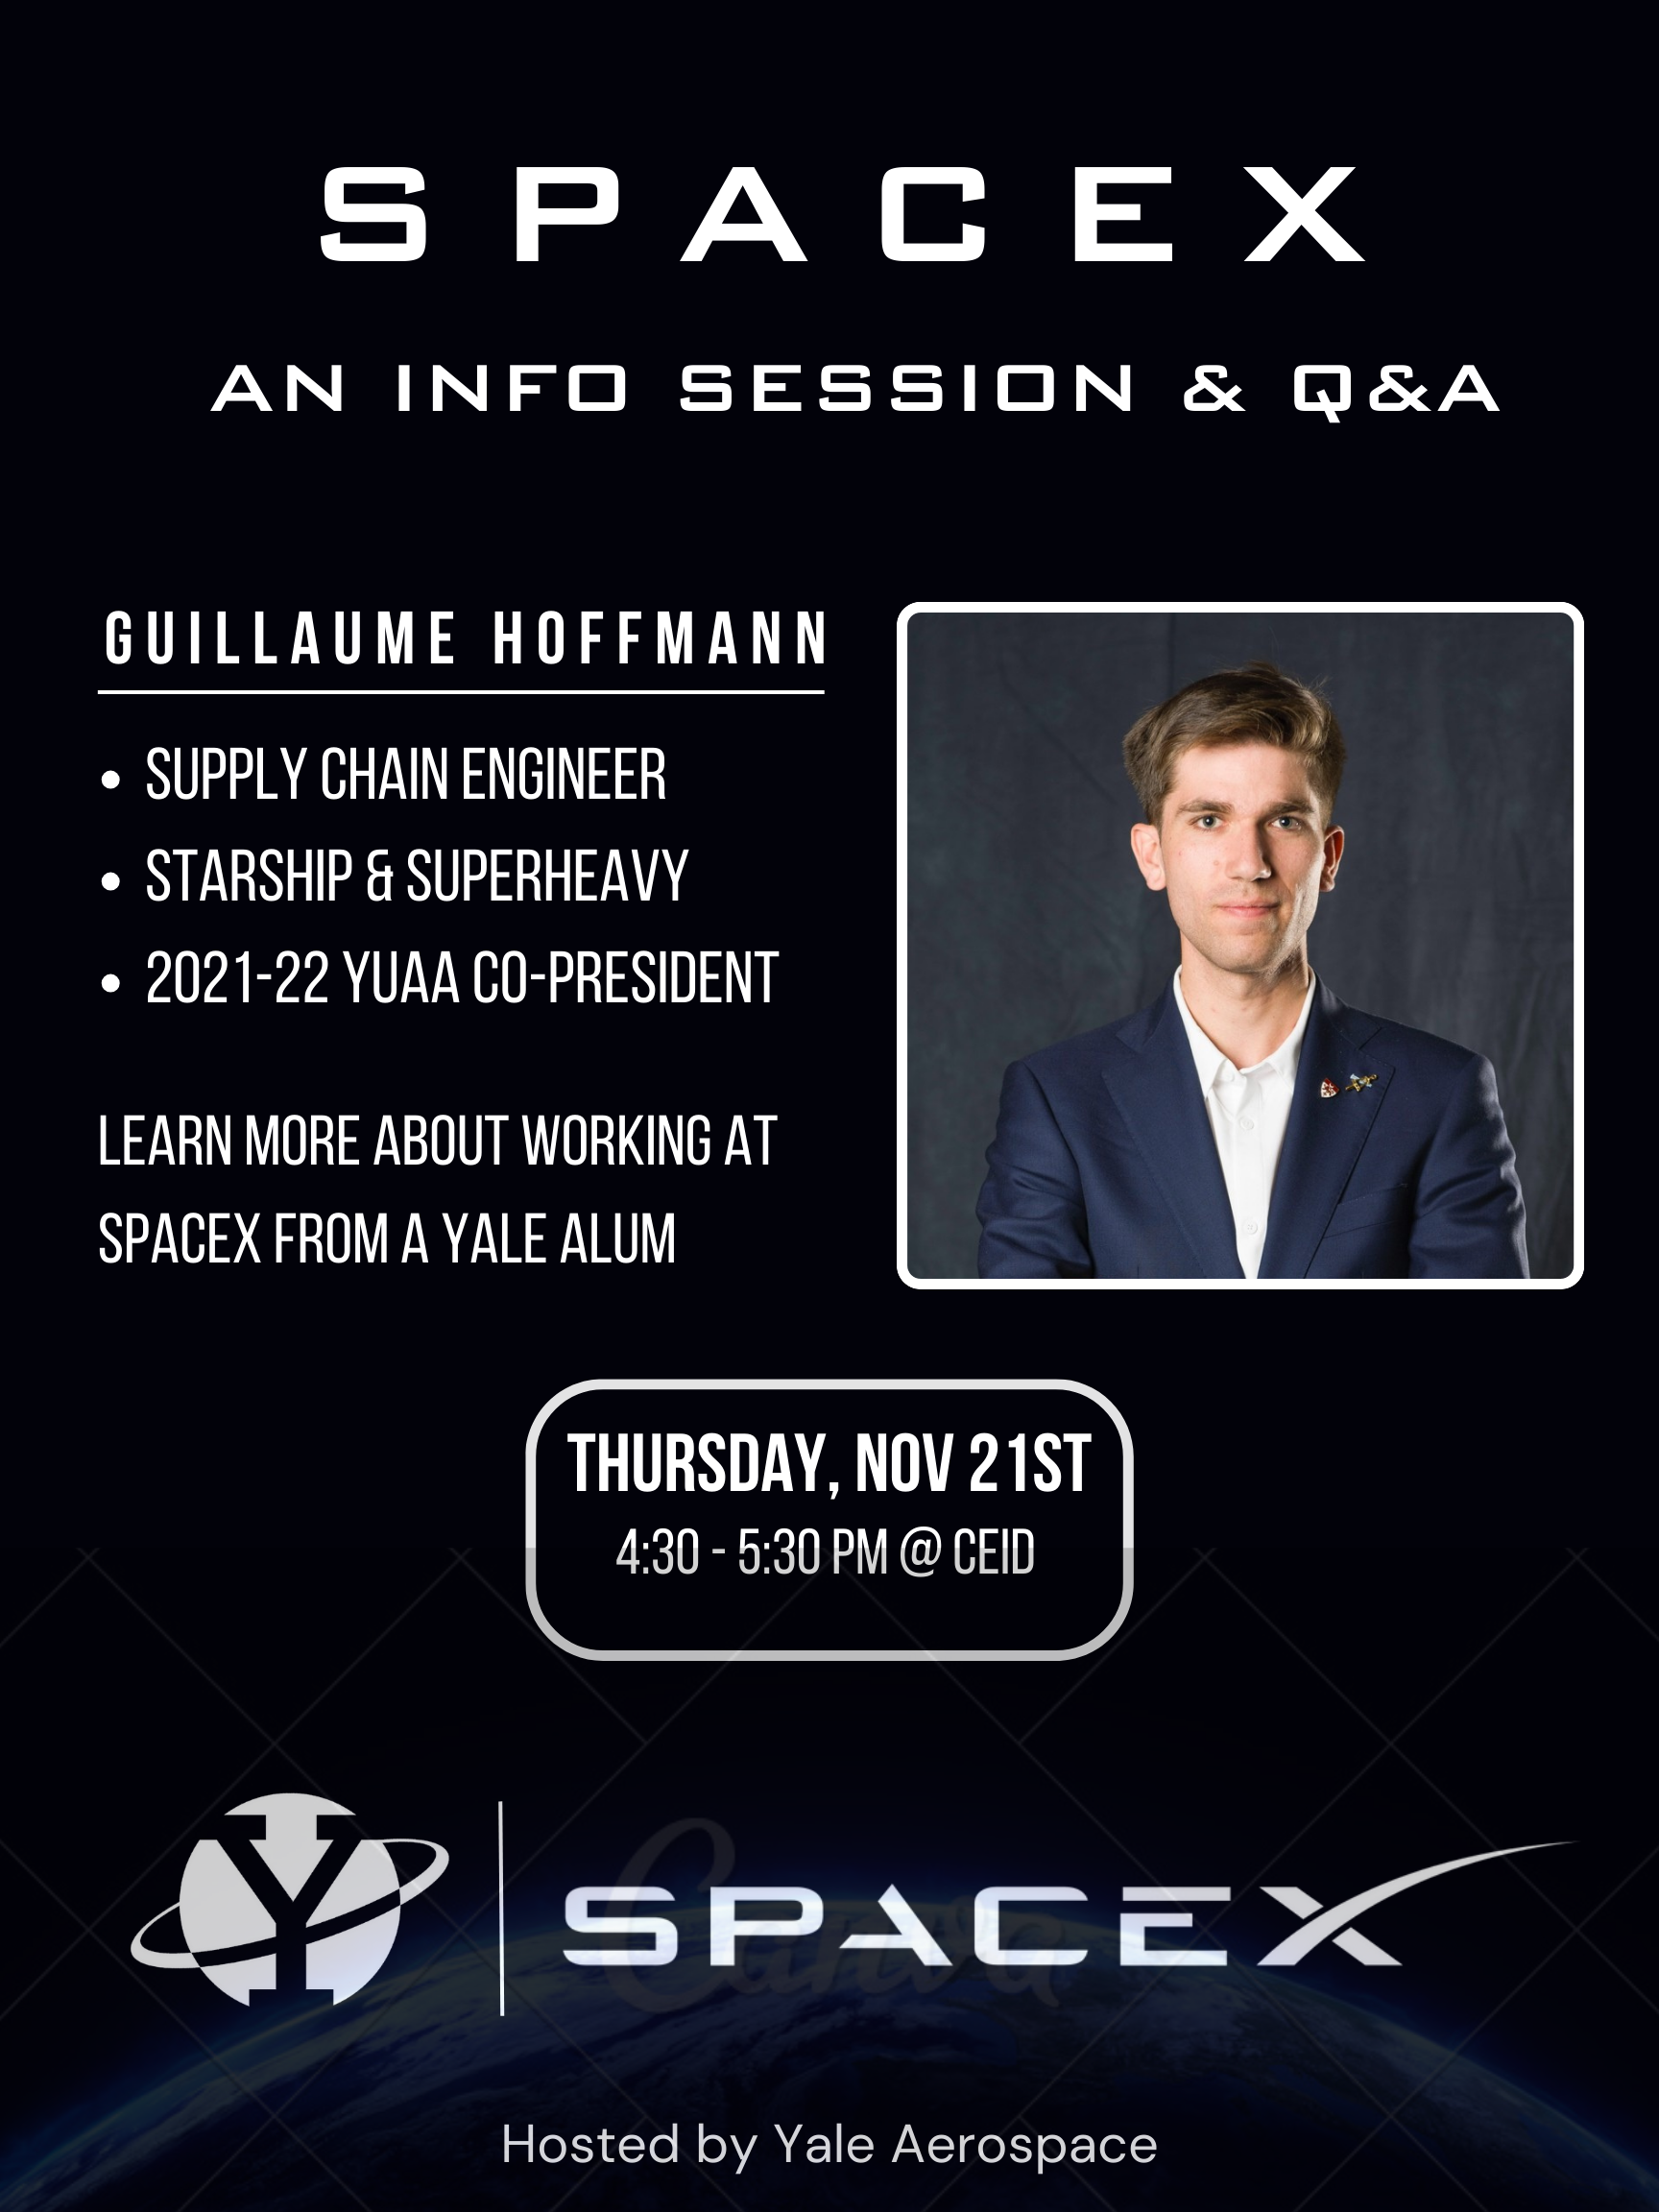 SPACEX
AN INFO SESSION & Q&A
GUILLAUME HOFFMANN
• SUPPLY CHAIN ENGINEER
• STARSHIP & SUPERHEAVY
• 2021-22 YUAA CO-PRESIDENT
LEARN MORE ABOUT WORKING AT
SPACEX FROM A YALE ALUM
THURSDAY, NOV 21ST
4:30 - 5:30 PM @ CEID
Y
SPACEX
Canva
Hosted by Yale Aerospace